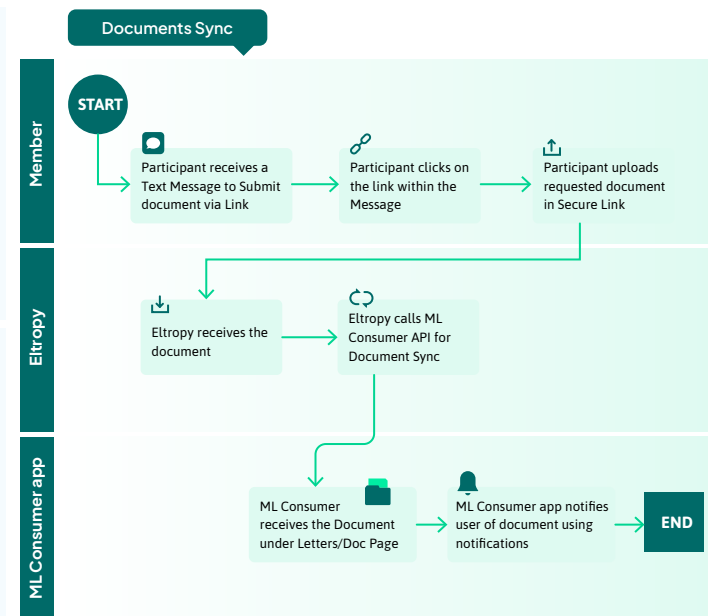 Documents Sync
Member
START
Participant receives a
Text Message to Submit
document via Link
Participant clicks on
the link within the
Message
Participant uploads
requested document
in Secure Link
Eltropy
Eltropy receives the
document
Eltropy calls ML
Consumer API for
Document Sync
ML Consumer app
ML Consumer
receives the Document
under Letters/Doc Page
ML Consumer app notifies
user of document using
notifications
END